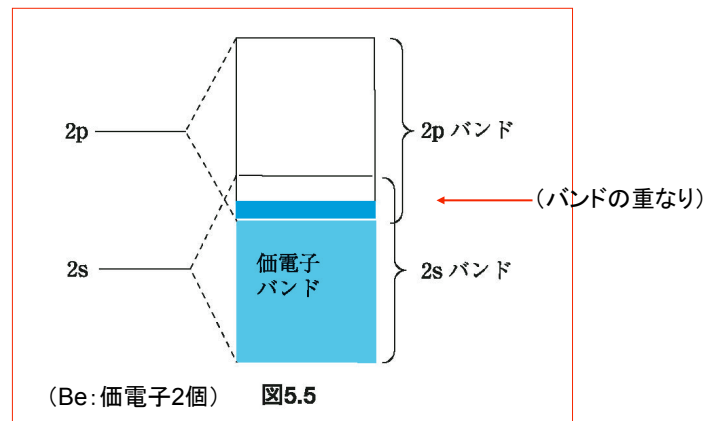 2p
2p バンド
(バンドの重なり)
2s
価電子
バンド
2s バンド
(Be:価電子2個) 図5.5